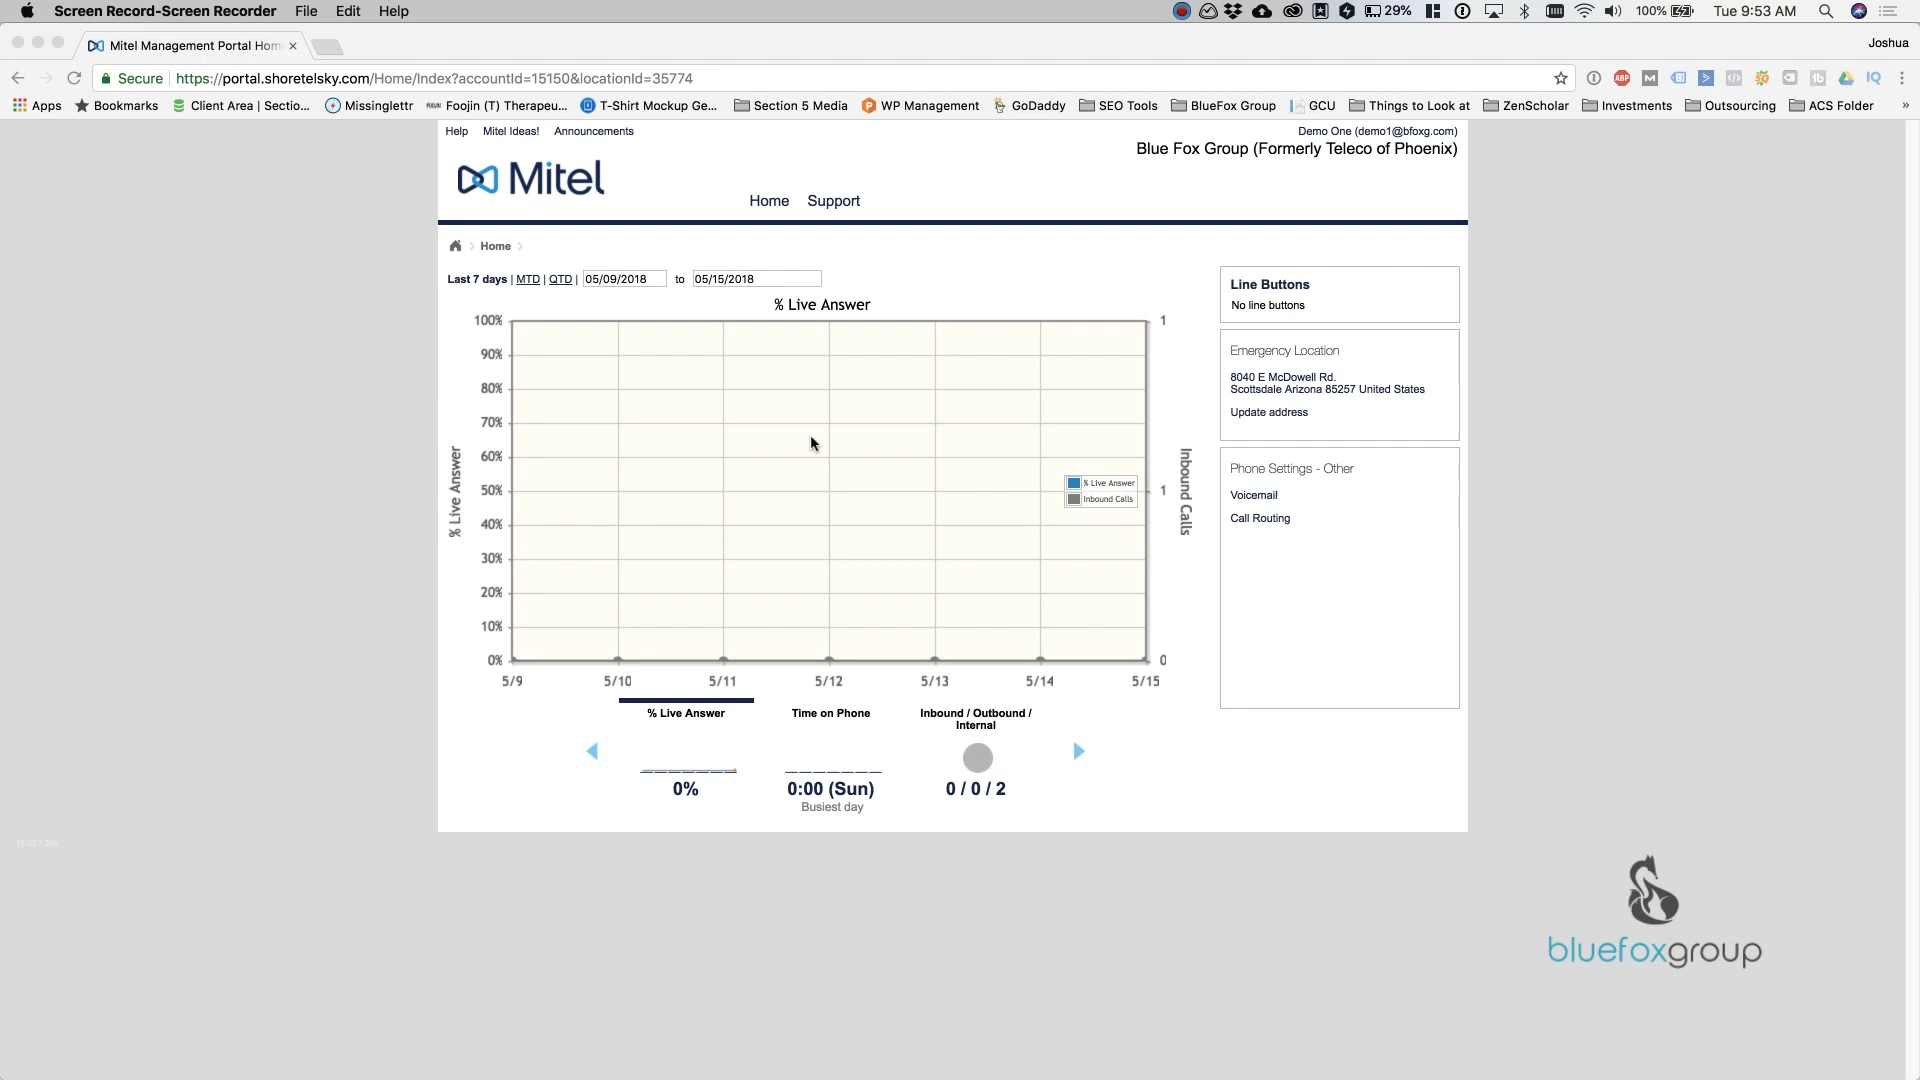 Screen Record-Screen Recorder File Edit Help 29% 100% Tue 9:53 AM
Mitel Management Portal Hom × Joshua
Secure https://portal.shoretelsky.com/Home/Index?accountId=15150&locationId=35774
Apps Bookmarks Client Area | Sectio... Missinglettr Foojin (T) Therapeu... T-Shirt Mockup Ge... Section 5 Media WP Management GoDaddy SEO Tools BlueFox Group GCU Things to Look at ZenScholar Investments Outsourcing ACS Folder »
Help Mitel Ideas! Announcements
Demo One (demo1@bfoxg.com)
Blue Fox Group (Formerly Teleco of Phoenix)
Mitel
Home Support
Home
Last 7 days | MTD | QTD | 05/09/2018 to 05/15/2018
% Live Answer
100%
90%
80%
70%
60%
50%
40%
30%
20%
10%
0%
% Live Answer
5/9 5/10 5/11 5/12 5/13 5/14 5/15
1
1
0
Inbound Calls
% Live Answer
Inbound Calls
% Live Answer
0%
Time on Phone
0:00 (Sun)
Busiest day
Inbound / Outbound /
Internal
0 / 0 / 2
Line Buttons
No line buttons
Emergency Location
8040 E McDowell Rd.
Scottsdale Arizona 85257 United States
Update address
Phone Settings - Other
Voicemail
Call Routing
bluefoxgroup